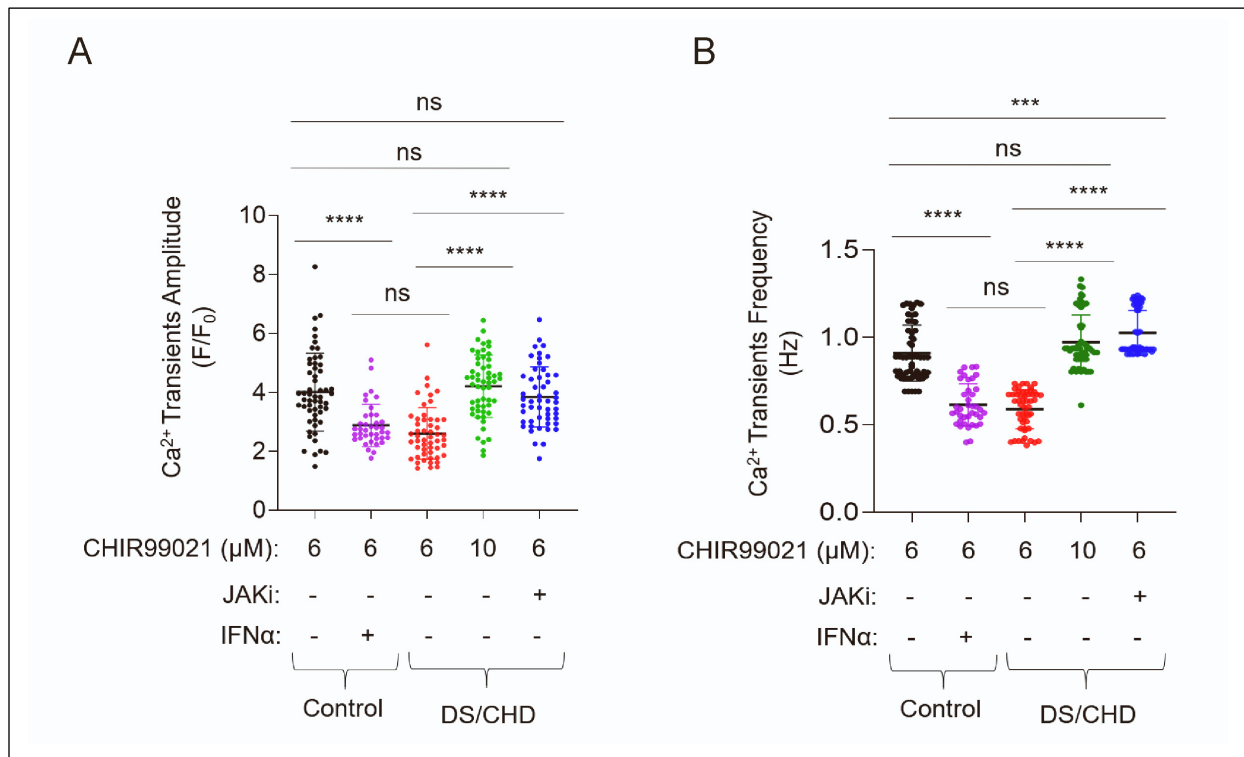 A
ns
ns
****
****
****
ns
Ca²⁺ Transients Amplitude
(F/F₀)
10
8
6
4
2
0
CHIR99021 (µM): 6 6 6 10 6
JAKi: - - - - +
IFNα: - + - - -
Control DS/CHD
B
***
ns
****
****
****
ns
Ca²⁺ Transients Frequency
(Hz)
1.5
1.0
0.5
0.0
CHIR99021 (µM): 6 6 6 10 6
JAKi: - - - - +
IFNα: - + - - -
Control DS/CHD